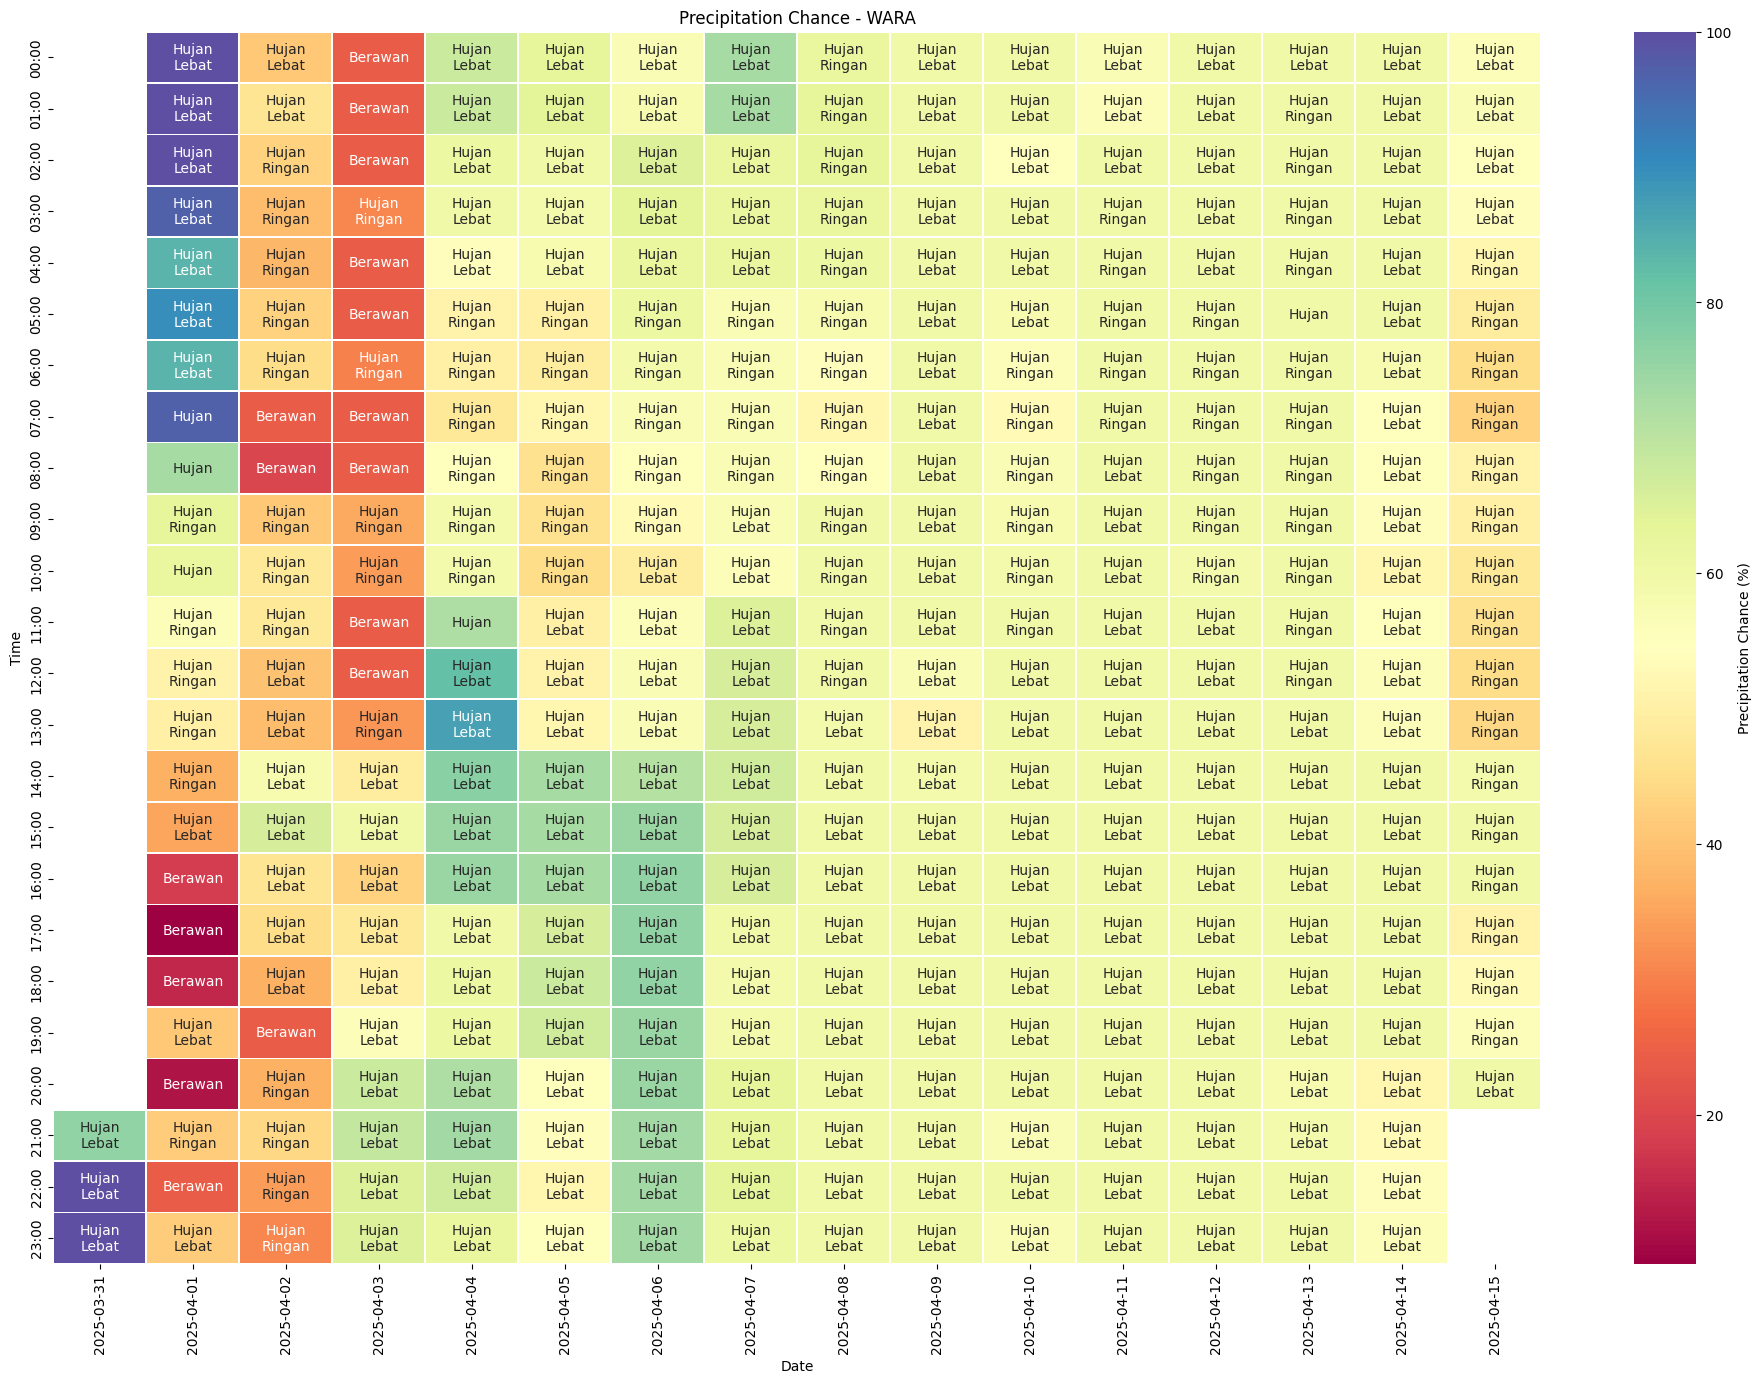 Precipitation Chance - WARA
00:00 Hujan Lebat Hujan Lebat Berawan Hujan Lebat Hujan Lebat Hujan Lebat Hujan Lebat Hujan Ringan Hujan Lebat Hujan Lebat Hujan Lebat Hujan Lebat Hujan Lebat Hujan Lebat Hujan Lebat
01:00 Hujan Lebat Hujan Lebat Berawan Hujan Lebat Hujan Lebat Hujan Lebat Hujan Lebat Hujan Ringan Hujan Lebat Hujan Lebat Hujan Lebat Hujan Lebat Hujan Ringan Hujan Lebat Hujan Lebat
02:00 Hujan Lebat Hujan Ringan Berawan Hujan Lebat Hujan Lebat Hujan Lebat Hujan Lebat Hujan Ringan Hujan Lebat Hujan Lebat Hujan Lebat Hujan Lebat Hujan Ringan Hujan Lebat Hujan Lebat
03:00 Hujan Lebat Hujan Ringan Hujan Ringan Hujan Lebat Hujan Lebat Hujan Lebat Hujan Lebat Hujan Ringan Hujan Lebat Hujan Lebat Hujan Ringan Hujan Lebat Hujan Ringan Hujan Lebat Hujan Lebat
04:00 Hujan Lebat Hujan Ringan Berawan Hujan Lebat Hujan Lebat Hujan Lebat Hujan Lebat Hujan Ringan Hujan Lebat Hujan Lebat Hujan Ringan Hujan Lebat Hujan Ringan Hujan Lebat Hujan Ringan
05:00 Hujan Lebat Hujan Ringan Berawan Hujan Ringan Hujan Ringan Hujan Ringan Hujan Ringan Hujan Ringan Hujan Lebat Hujan Lebat Hujan Ringan Hujan Ringan Hujan Hujan Lebat Hujan Ringan
06:00 Hujan Lebat Hujan Ringan Hujan Ringan Hujan Ringan Hujan Ringan Hujan Ringan Hujan Ringan Hujan Ringan Hujan Lebat Hujan Ringan Hujan Ringan Hujan Ringan Hujan Ringan Hujan Lebat Hujan Ringan
07:00 Hujan Berawan Berawan Hujan Ringan Hujan Ringan Hujan Ringan Hujan Ringan Hujan Ringan Hujan Lebat Hujan Ringan Hujan Ringan Hujan Ringan Hujan Ringan Hujan Lebat Hujan Ringan
08:00 Hujan Berawan Berawan Hujan Ringan Hujan Ringan Hujan Ringan Hujan Ringan Hujan Ringan Hujan Lebat Hujan Ringan Hujan Lebat Hujan Ringan Hujan Ringan Hujan Lebat Hujan Ringan
09:00 Hujan Ringan Hujan Ringan Hujan Ringan Hujan Ringan Hujan Ringan Hujan Ringan Hujan Lebat Hujan Ringan Hujan Lebat Hujan Ringan Hujan Lebat Hujan Ringan Hujan Ringan Hujan Lebat Hujan Ringan
10:00 Hujan Hujan Ringan Hujan Ringan Hujan Ringan Hujan Ringan Hujan Lebat Hujan Lebat Hujan Ringan Hujan Lebat Hujan Ringan Hujan Lebat Hujan Ringan Hujan Ringan Hujan Lebat Hujan Ringan
11:00 Hujan Ringan Hujan Ringan Berawan Hujan Hujan Lebat Hujan Lebat Hujan Lebat Hujan Ringan Hujan Lebat Hujan Ringan Hujan Lebat Hujan Lebat Hujan Ringan Hujan Lebat Hujan Ringan
12:00 Hujan Ringan Hujan Lebat Berawan Hujan Lebat Hujan Lebat Hujan Lebat Hujan Lebat Hujan Ringan Hujan Lebat Hujan Lebat Hujan Lebat Hujan Lebat Hujan Ringan Hujan Lebat Hujan Ringan
13:00 Hujan Ringan Hujan Lebat Hujan Ringan Hujan Lebat Hujan Lebat Hujan Lebat Hujan Lebat Hujan Lebat Hujan Lebat Hujan Lebat Hujan Lebat Hujan Lebat Hujan Lebat Hujan Lebat Hujan Ringan
14:00 Hujan Ringan Hujan Lebat Hujan Lebat Hujan Lebat Hujan Lebat Hujan Lebat Hujan Lebat Hujan Lebat Hujan Lebat Hujan Lebat Hujan Lebat Hujan Lebat Hujan Lebat Hujan Lebat Hujan Ringan
15:00 Hujan Lebat Hujan Lebat Hujan Lebat Hujan Lebat Hujan Lebat Hujan Lebat Hujan Lebat Hujan Lebat Hujan Lebat Hujan Lebat Hujan Lebat Hujan Lebat Hujan Lebat Hujan Lebat Hujan Ringan
16:00 Berawan Hujan Lebat Hujan Lebat Hujan Lebat Hujan Lebat Hujan Lebat Hujan Lebat Hujan Lebat Hujan Lebat Hujan Lebat Hujan Lebat Hujan Lebat Hujan Lebat Hujan Lebat Hujan Ringan
17:00 Berawan Hujan Lebat Hujan Lebat Hujan Lebat Hujan Lebat Hujan Lebat Hujan Lebat Hujan Lebat Hujan Lebat Hujan Lebat Hujan Lebat Hujan Lebat Hujan Lebat Hujan Lebat Hujan Ringan
18:00 Berawan Hujan Lebat Hujan Lebat Hujan Lebat Hujan Lebat Hujan Lebat Hujan Lebat Hujan Lebat Hujan Lebat Hujan Lebat Hujan Lebat Hujan Lebat Hujan Lebat Hujan Lebat Hujan Ringan
19:00 Hujan Lebat Berawan Hujan Lebat Hujan Lebat Hujan Lebat Hujan Lebat Hujan Lebat Hujan Lebat Hujan Lebat Hujan Lebat Hujan Lebat Hujan Lebat Hujan Lebat Hujan Lebat Hujan Ringan
20:00 Berawan Hujan Ringan Hujan Lebat Hujan Lebat Hujan Lebat Hujan Lebat Hujan Lebat Hujan Lebat Hujan Lebat Hujan Lebat Hujan Lebat Hujan Lebat Hujan Lebat Hujan Lebat Hujan Lebat
21:00 Hujan Lebat Hujan Ringan Hujan Ringan Hujan Lebat Hujan Lebat Hujan Lebat Hujan Lebat Hujan Lebat Hujan Lebat Hujan Lebat Hujan Lebat Hujan Lebat Hujan Lebat Hujan Lebat Hujan Lebat
22:00 Hujan Lebat Berawan Hujan Ringan Hujan Lebat Hujan Lebat Hujan Lebat Hujan Lebat Hujan Lebat Hujan Lebat Hujan Lebat Hujan Lebat Hujan Lebat Hujan Lebat Hujan Lebat Hujan Lebat
23:00 Hujan Lebat Hujan Lebat Hujan Ringan Hujan Lebat Hujan Lebat Hujan Lebat Hujan Lebat Hujan Lebat Hujan Lebat Hujan Lebat Hujan Lebat Hujan Lebat Hujan Lebat Hujan Lebat Hujan Lebat
Time
2025-03-31 2025-04-01 2025-04-02 2025-04-03 2025-04-04 2025-04-05 2025-04-06 2025-04-07 2025-04-08 2025-04-09 2025-04-10 2025-04-11 2025-04-12 2025-04-13 2025-04-14 2025-04-15
Date
100
80
60
40
20
Precipitation Chance (%)